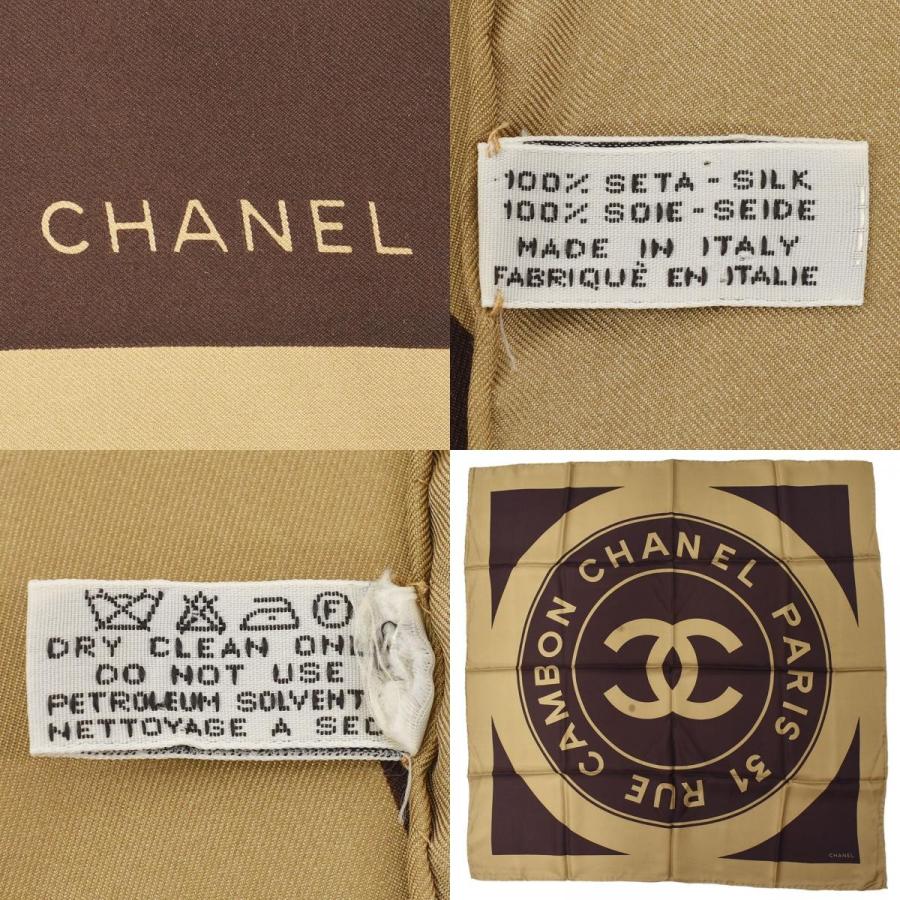 CHANEL
100% SETA - SILK
100% SOIE - SEIDE
MADE IN ITALY
FABRIQUÈ EN ITALIE
F
DRY CLEAN ONL
DO NOT USE
PETROLEUM SOLVENT
NETTOYAGE A SEC
CHANEL PARIS 31 RUE CAMBON
CHANEL